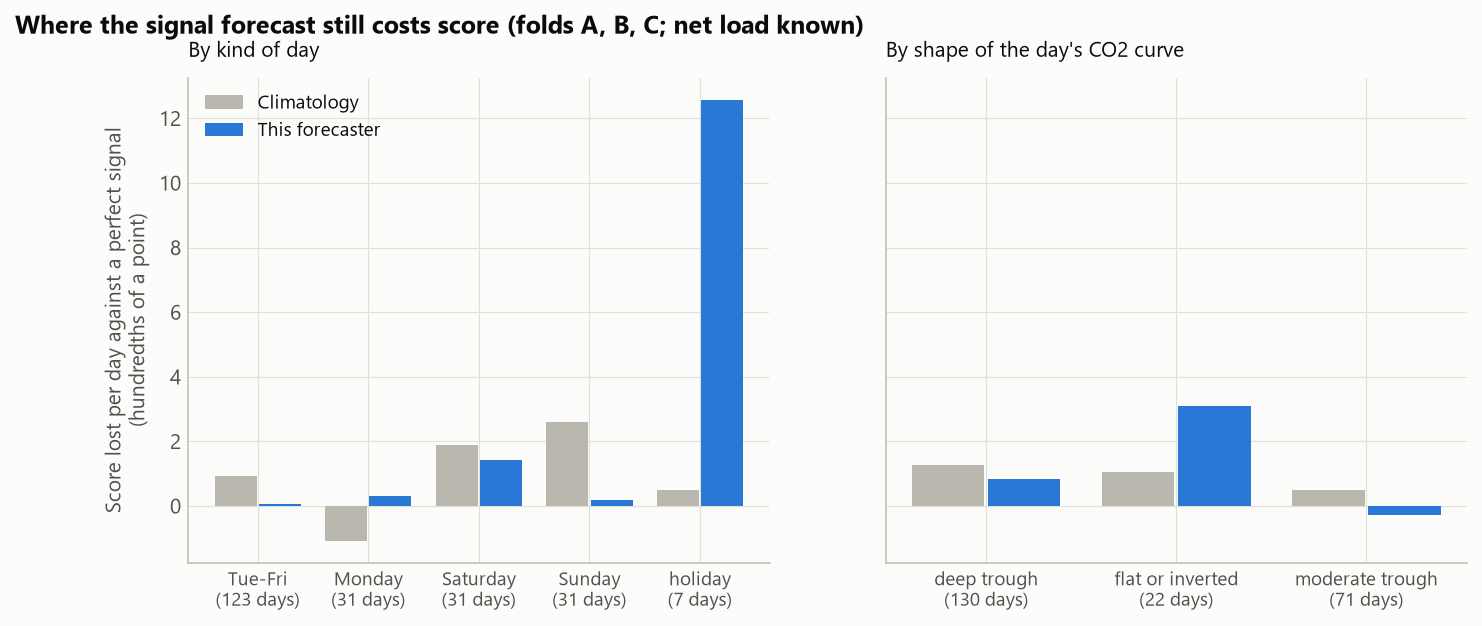 Where the signal forecast still costs score (folds A, B, C; net load known)
By kind of day
Climatology
This forecaster
Score lost per day against a perfect signal
(hundredths of a point)
12
10
8
6
4
2
0
Tue-Fri
(123 days)
Monday
(31 days)
Saturday
(31 days)
Sunday
(31 days)
holiday
(7 days)
By shape of the day's CO2 curve
deep trough
(130 days)
flat or inverted
(22 days)
moderate trough
(71 days)